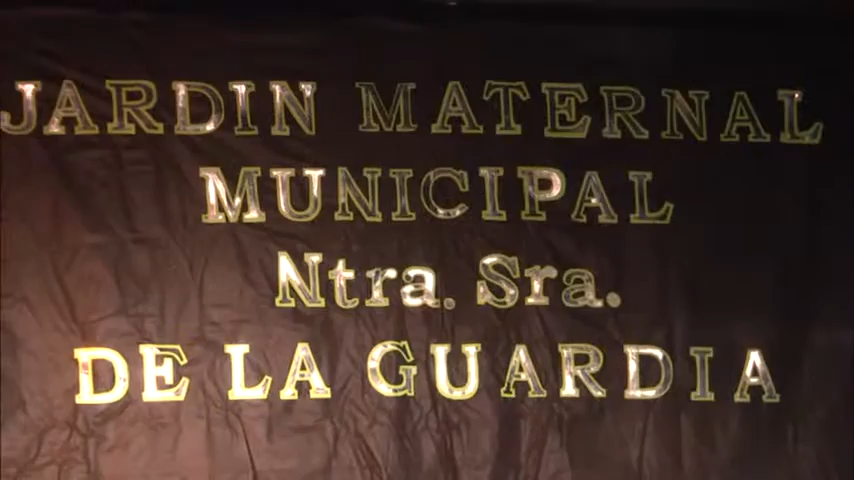 JARDIN MATERNAL
MUNICIPAL
Ntra. Sra.
DE LA GUARDIA